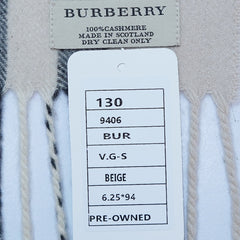 BURBERRY
100%CASHMERE
MADE IN SCOTLAND
DRY CLEAN ONLY
130
9406
BUR
V.G-S
BEIGE
6.25*94
PRE-OWNED